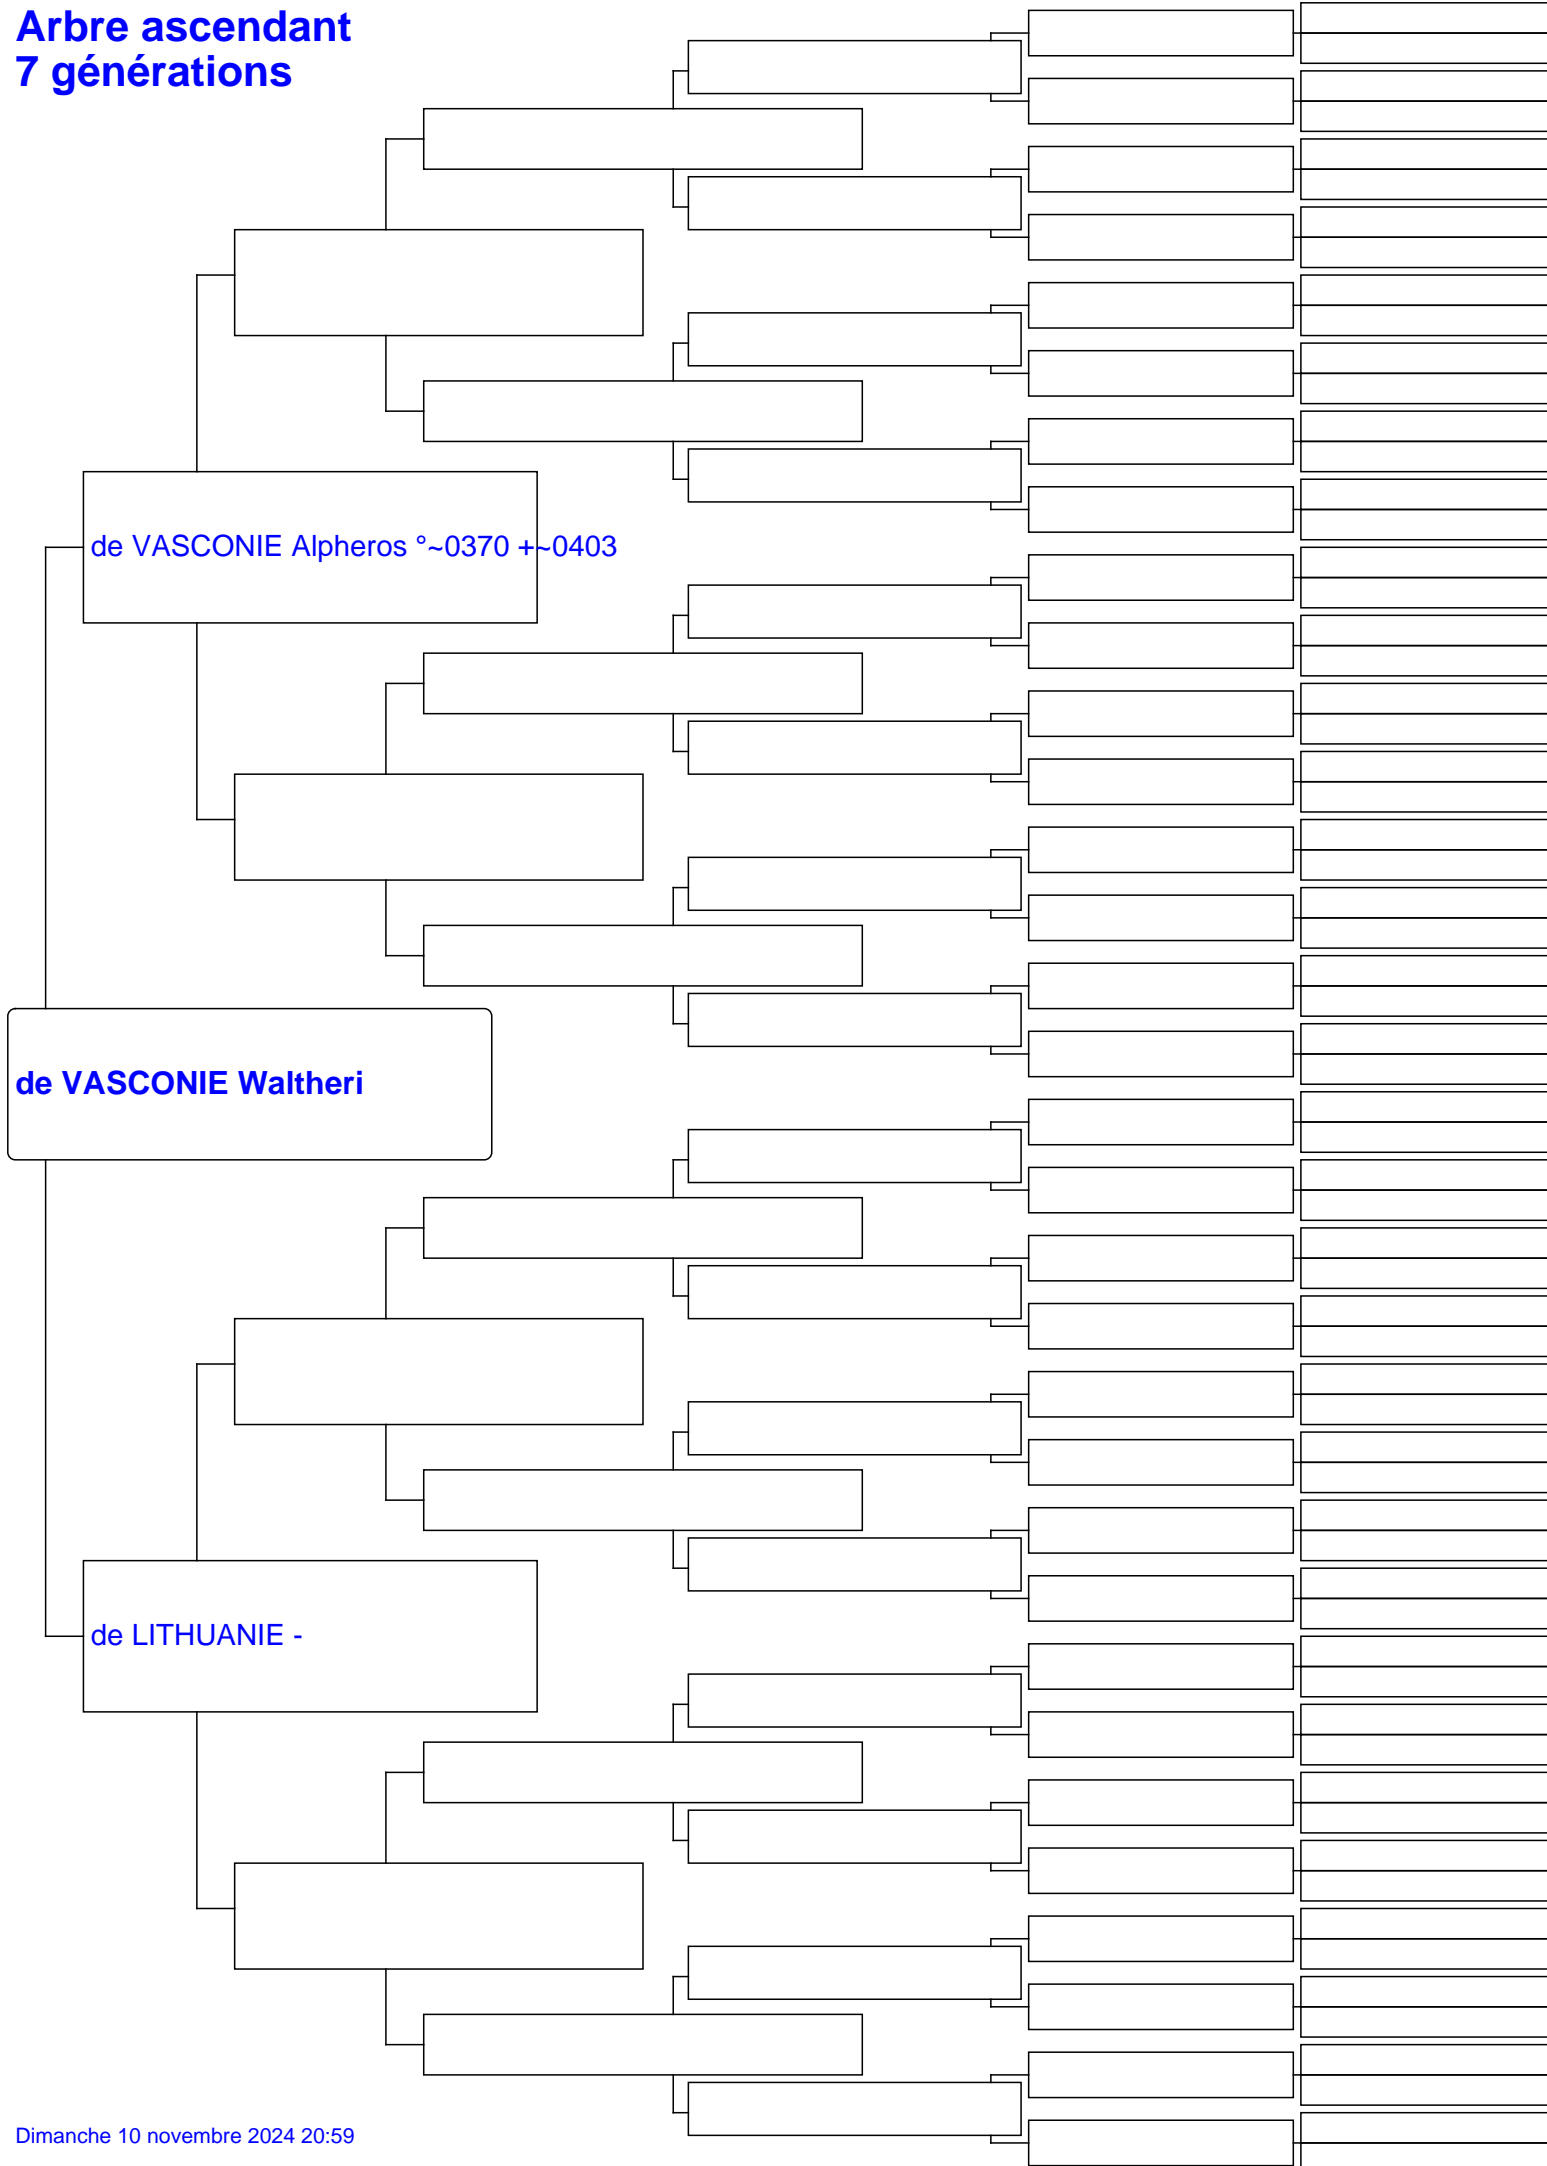 Arbre ascendant
7 générations
de VASCONIE Alpheros °~0370 +~0403
de VASCONIE Waltheri
de LITHUANIE -
Dimanche 10 novembre 2024 20:59